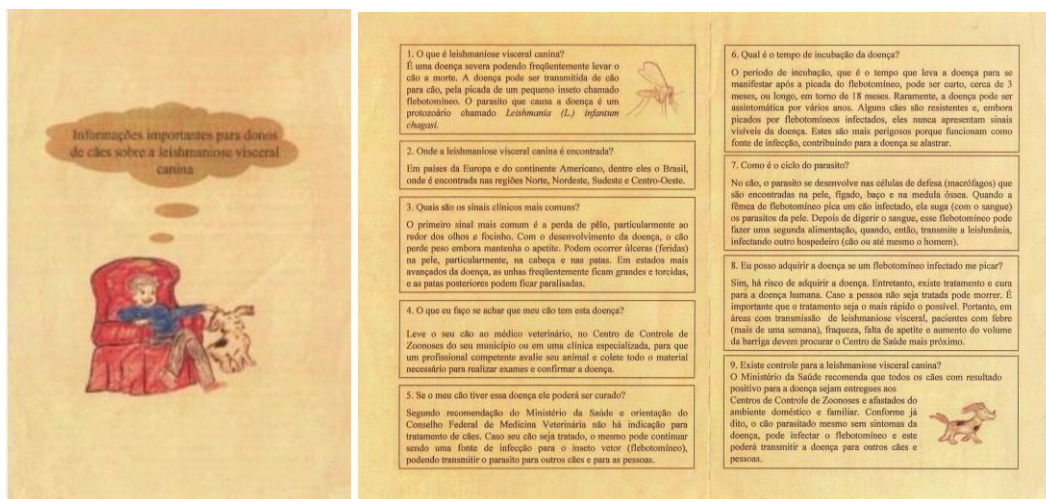 Informações importantes para donos
de cães sobre a leishmaniose visceral
canina
1. O que é leishmaniose visceral canina?
É uma doença severa podendo freqüentemente levar o
cão a morte. A doença pode ser transmitida de cão
para cão, pela picada de um pequeno inseto chamado
flebotomíneo. O parasito que causa a doença é um
protozoário chamado Leishmania (L.) infantum
chagasi.
2. Onde a leishmaniose visceral canina é encontrada?
Em países da Europa e do continente Americano, dentre eles o Brasil,
onde é encontrada nas regiões Norte, Nordeste, Sudeste e Centro-Oeste.
3. Quais são os sinais clínicos mais comuns?
O primeiro sinal mais comum é a perda de pêlo, particularmente ao
redor dos olhos e focinho. Com o desenvolvimento da doença, o cão
perde peso embora mantenha o apetite. Podem ocorrer úlceras (feridas)
na pele, particularmente, na cabeça e nas patas. Em estados mais
avançados da doença, as unhas freqüentemente ficam grandes e torcidas,
e as patas posteriores podem ficar paralisadas.
4. O que eu faço se achar que meu cão tem esta doença?
Leve o seu cão ao médico veterinário, no Centro de Controle de
Zoonoses do seu município ou em uma clínica especializada, para que
um profissional competente avalie seu animal e colete todo o material
necessário para realizar exames e confirmar a doença.
5. Se o meu cão tiver essa doença ele poderá ser curado?
Segundo recomendação do Ministério da Saúde e orientação do
Conselho Federal de Medicina Veterinária não há indicação para
tratamento de cães. Caso seu cão seja tratado, o mesmo pode continuar
sendo uma fonte de infecção para o inseto vetor (flebotomíneo),
podendo transmitir o parasito para outros cães e para as pessoas.
6. Qual é o tempo de incubação da doença?
O período de incubação, que é o tempo que leva a doença para se
manifestar após a picada do flebotomíneo, pode ser curto, cerca de 3
meses, ou longo, em torno de 18 meses. Raramente, a doença pode ser
assintomática por vários anos. Alguns cães são resistentes e, embora
picados por flebotomíneos infectados, eles nunca apresentam sinais
visíveis da doença. Estes são mais perigosos porque funcionam como
fonte de infecção, contribuindo para a doença se alastrar.
7. Como é o ciclo do parasito?
No cão, o parasito se desenvolve nas células de defesa (macrófagos) que
são encontradas na pele, fígado, baço e na medula óssea. Quando a
fêmea de flebotomíneo pica um cão infectado, ela suga (com o sangue)
os parasitos da pele. Depois de digerir o sangue, esse flebotomíneo pode
fazer uma segunda alimentação, quando, então, transmite a leishmânia,
infectando outro hospedeiro (cão ou até mesmo o homem).
8. Eu posso adquirir a doença se um flebotomíneo infectado me picar?
Sim, há risco de adquirir a doença. Entretanto, existe tratamento e cura
para a doença humana. Caso a pessoa não seja tratada pode morrer. É
importante que o tratamento seja o mais rápido o possível. Portanto, em
áreas com transmissão de leishmaniose visceral, pacientes com febre
(mais de uma semana), fraqueza, falta de apetite e aumento do volume
da barriga devem procurar o Centro de Saúde mais próximo.
9. Existe controle para a leishmaniose visceral canina?
O Ministério da Saúde recomenda que todos os cães com resultado
positivo para a doença sejam entregues aos
Centros de Controle de Zoonoses e afastados do
ambiente doméstico e familiar. Conforme já
dito, o cão parasitado mesmo sem sintomas da
doença, pode infectar o flebotomíneo e este
poderá transmitir a doença para outros cães e
pessoas.